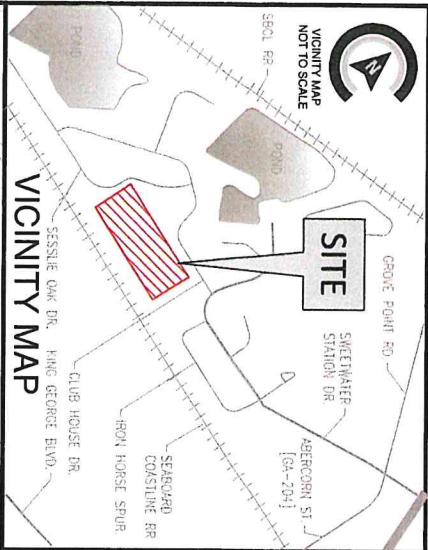 VICINITY MAP
NOT TO SCALE
N
SBCL RR
POND
POND
SITE
GROVE POINT RD
SWEETWATER
STATION DR.
ABERCORN ST
[GA-204]
SEABOARD
COASTLINE RR
IRON HORSE SPUR
CLUB HOUSE DR.
KING GEORGE BLVD.
SESSLIE OAK DR.
VICINITY MAP